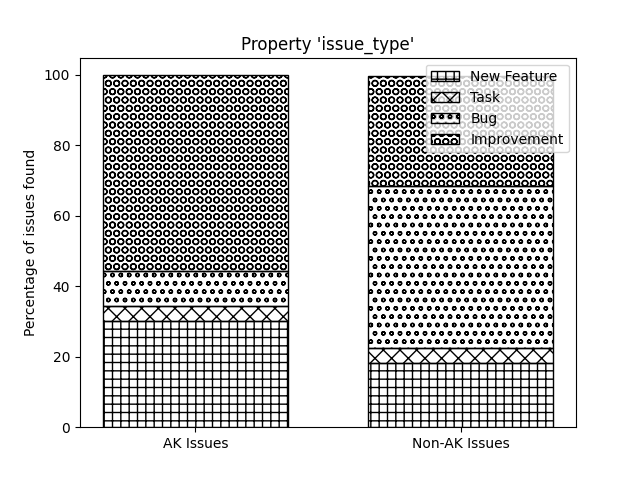 Property 'issue_type'
Percentage of issues found
100
80
60
40
20
0
New Feature
Task
Bug
Improvement
AK Issues
Non-AK Issues